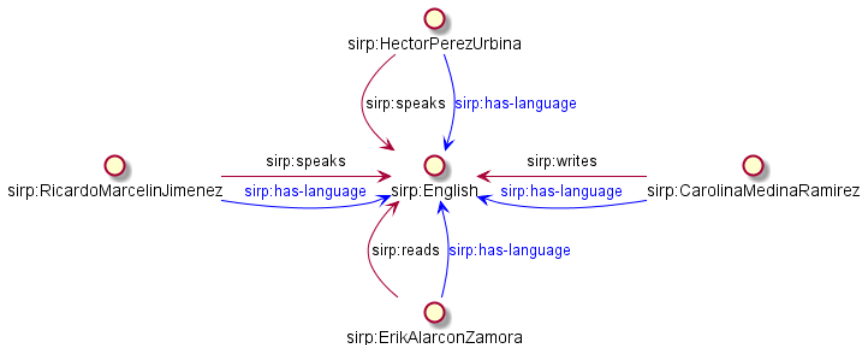 sirp:HectorPerezUrbina
sirp:speaks
sirp:has-language
sirp:speaks
sirp:writes
sirp:RicardoMarcelinJimenez
sirp:has-language
sirp:English
sirp:has-language
sirp:CarolinaMedinaRamirez
sirp:reads
sirp:has-language
sirp:ErikAlarconZamora